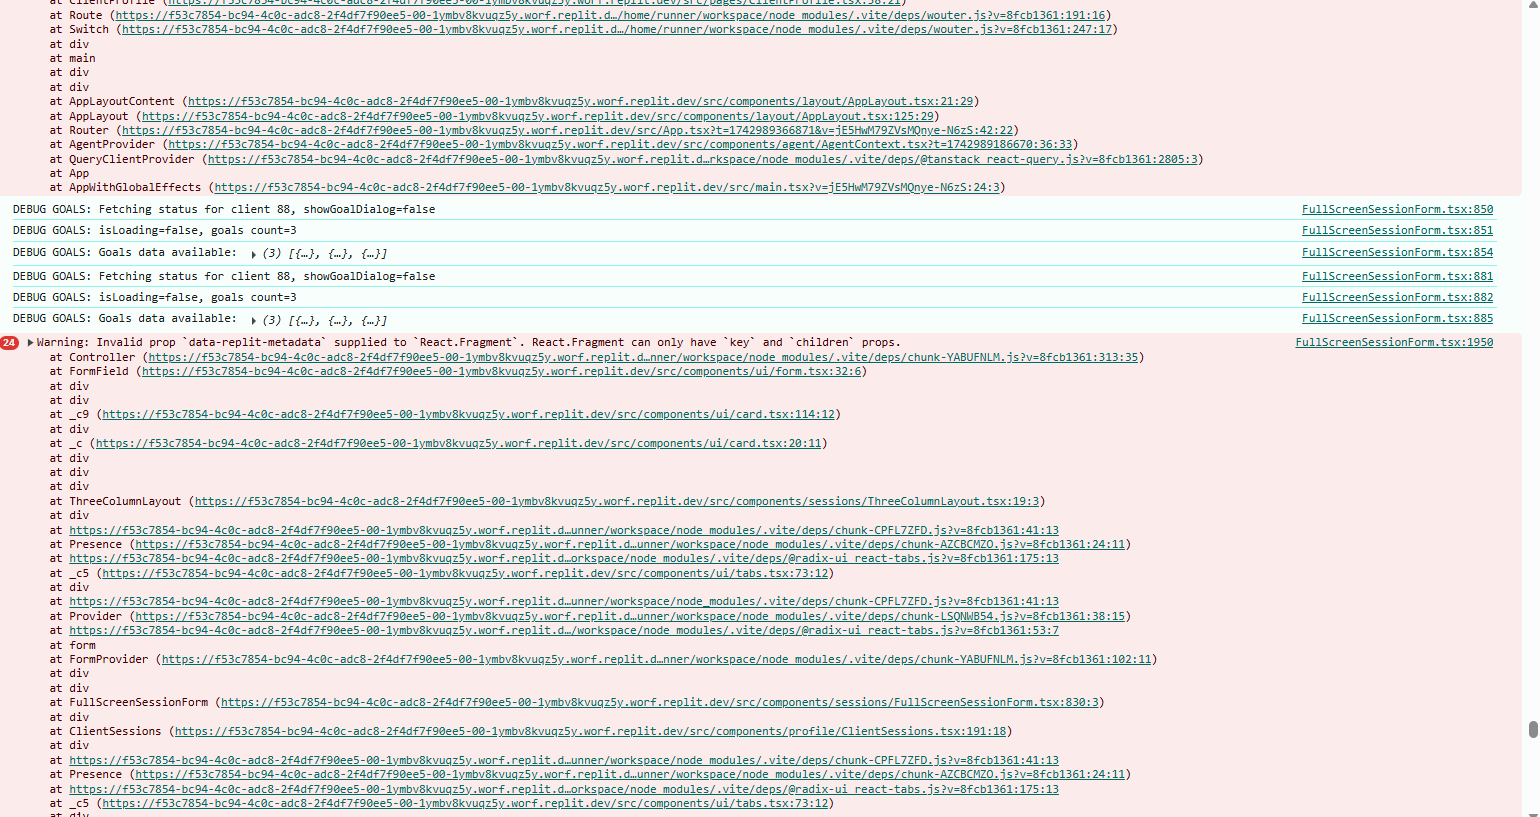 at ClientProfile (https://f53c7854-bc94-4c0c-adc8-2f4df7f90ee5-00-1ymbv8kvuqz5y.worf.replit.dev/src/pages/ClientProfile.tsx:58:21)
at Route (https://f53c7854-bc94-4c0c-adc8-2f4df7f90ee5-00-1ymbv8kvuqz5y.worf.replit.d…/home/runner/workspace/node_modules/.vite/deps/wouter.js?v=8fcb1361:191:16)
at Switch (https://f53c7854-bc94-4c0c-adc8-2f4df7f90ee5-00-1ymbv8kvuqz5y.worf.replit.d…/home/runner/workspace/node_modules/.vite/deps/wouter.js?v=8fcb1361:247:17)
at div
at main
at div
at div
at AppLayoutContent (https://f53c7854-bc94-4c0c-adc8-2f4df7f90ee5-00-1ymbv8kvuqz5y.worf.replit.dev/src/components/layout/AppLayout.tsx:21:29)
at AppLayout (https://f53c7854-bc94-4c0c-adc8-2f4df7f90ee5-00-1ymbv8kvuqz5y.worf.replit.dev/src/components/layout/AppLayout.tsx:125:29)
at Router (https://f53c7854-bc94-4c0c-adc8-2f4df7f90ee5-00-1ymbv8kvuqz5y.worf.replit.dev/src/App.tsx?t=1742989366871&v=jE5HwM79ZVsMQnye-N6zS:42:22)
at AgentProvider (https://f53c7854-bc94-4c0c-adc8-2f4df7f90ee5-00-1ymbv8kvuqz5y.worf.replit.dev/src/components/agent/AgentContext.tsx?t=1742989186670:36:33)
at QueryClientProvider (https://f53c7854-bc94-4c0c-adc8-2f4df7f90ee5-00-1ymbv8kvuqz5y.worf.replit.d…rkspace/node_modules/.vite/deps/@tanstack_react-query.js?v=8fcb1361:2805:3)
at App
at AppWithGlobalEffects (https://f53c7854-bc94-4c0c-adc8-2f4df7f90ee5-00-1ymbv8kvuqz5y.worf.replit.dev/src/main.tsx?v=jE5HwM79ZVsMQnye-N6zS:24:3)
DEBUG GOALS: Fetching status for client 88, showGoalDialog=false FullScreenSessionForm.tsx:850
DEBUG GOALS: isLoading=false, goals count=3 FullScreenSessionForm.tsx:851
DEBUG GOALS: Goals data available: ▶ (3) [{…}, {…}, {…}] FullScreenSessionForm.tsx:854
DEBUG GOALS: Fetching status for client 88, showGoalDialog=false FullScreenSessionForm.tsx:881
DEBUG GOALS: isLoading=false, goals count=3 FullScreenSessionForm.tsx:882
DEBUG GOALS: Goals data available: ▶ (3) [{…}, {…}, {…}] FullScreenSessionForm.tsx:885
24 ▶Warning: Invalid prop `data-replit-metadata` supplied to `React.Fragment`. React.Fragment can only have `key` and `children` props. FullScreenSessionForm.tsx:1950
at Controller (https://f53c7854-bc94-4c0c-adc8-2f4df7f90ee5-00-1ymbv8kvuqz5y.worf.replit.d…nner/workspace/node_modules/.vite/deps/chunk-YABUFNLM.js?v=8fcb1361:313:35)
at FormField (https://f53c7854-bc94-4c0c-adc8-2f4df7f90ee5-00-1ymbv8kvuqz5y.worf.replit.dev/src/components/ui/form.tsx:32:6)
at div
at div
at _c9 (https://f53c7854-bc94-4c0c-adc8-2f4df7f90ee5-00-1ymbv8kvuqz5y.worf.replit.dev/src/components/ui/card.tsx:114:12)
at div
at _c (https://f53c7854-bc94-4c0c-adc8-2f4df7f90ee5-00-1ymbv8kvuqz5y.worf.replit.dev/src/components/ui/card.tsx:20:11)
at div
at div
at div
at ThreeColumnLayout (https://f53c7854-bc94-4c0c-adc8-2f4df7f90ee5-00-1ymbv8kvuqz5y.worf.replit.dev/src/components/sessions/ThreeColumnLayout.tsx:19:3)
at div
at https://f53c7854-bc94-4c0c-adc8-2f4df7f90ee5-00-1ymbv8kvuqz5y.worf.replit.d…unner/workspace/node_modules/.vite/deps/chunk-CPFL7ZFD.js?v=8fcb1361:41:13
at Presence (https://f53c7854-bc94-4c0c-adc8-2f4df7f90ee5-00-1ymbv8kvuqz5y.worf.replit.d…unner/workspace/node_modules/.vite/deps/chunk-AZCBCMZO.js?v=8fcb1361:24:11)
at https://f53c7854-bc94-4c0c-adc8-2f4df7f90ee5-00-1ymbv8kvuqz5y.worf.replit.d…orkspace/node_modules/.vite/deps/@radix-ui_react-tabs.js?v=8fcb1361:175:13
at _c5 (https://f53c7854-bc94-4c0c-adc8-2f4df7f90ee5-00-1ymbv8kvuqz5y.worf.replit.dev/src/components/ui/tabs.tsx:73:12)
at div
at https://f53c7854-bc94-4c0c-adc8-2f4df7f90ee5-00-1ymbv8kvuqz5y.worf.replit.d…unner/workspace/node_modules/.vite/deps/chunk-CPFL7ZFD.js?v=8fcb1361:41:13
at Provider (https://f53c7854-bc94-4c0c-adc8-2f4df7f90ee5-00-1ymbv8kvuqz5y.worf.replit.d…unner/workspace/node_modules/.vite/deps/chunk-LSQNWB54.js?v=8fcb1361:38:15)
at https://f53c7854-bc94-4c0c-adc8-2f4df7f90ee5-00-1ymbv8kvuqz5y.worf.replit.d…/workspace/node_modules/.vite/deps/@radix-ui_react-tabs.js?v=8fcb1361:53:7
at form
at FormProvider (https://f53c7854-bc94-4c0c-adc8-2f4df7f90ee5-00-1ymbv8kvuqz5y.worf.replit.d…nner/workspace/node_modules/.vite/deps/chunk-YABUFNLM.js?v=8fcb1361:102:11)
at div
at div
at FullScreenSessionForm (https://f53c7854-bc94-4c0c-adc8-2f4df7f90ee5-00-1ymbv8kvuqz5y.worf.replit.dev/src/components/sessions/FullScreenSessionForm.tsx:830:3)
at div
at ClientSessions (https://f53c7854-bc94-4c0c-adc8-2f4df7f90ee5-00-1ymbv8kvuqz5y.worf.replit.dev/src/components/profile/ClientSessions.tsx:191:18)
at div
at https://f53c7854-bc94-4c0c-adc8-2f4df7f90ee5-00-1ymbv8kvuqz5y.worf.replit.d…unner/workspace/node_modules/.vite/deps/chunk-CPFL7ZFD.js?v=8fcb1361:41:13
at Presence (https://f53c7854-bc94-4c0c-adc8-2f4df7f90ee5-00-1ymbv8kvuqz5y.worf.replit.d…unner/workspace/node_modules/.vite/deps/chunk-AZCBCMZO.js?v=8fcb1361:24:11)
at https://f53c7854-bc94-4c0c-adc8-2f4df7f90ee5-00-1ymbv8kvuqz5y.worf.replit.d…orkspace/node_modules/.vite/deps/@radix-ui_react-tabs.js?v=8fcb1361:175:13
at _c5 (https://f53c7854-bc94-4c0c-adc8-2f4df7f90ee5-00-1ymbv8kvuqz5y.worf.replit.dev/src/components/ui/tabs.tsx:73:12)
at div